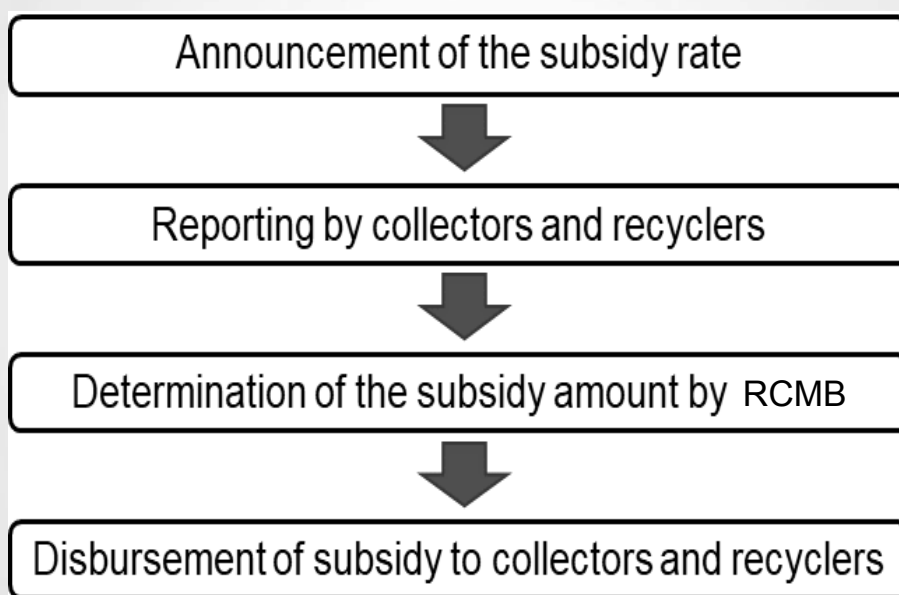 Announcement of the subsidy rate
Reporting by collectors and recyclers
Determination of the subsidy amount by RCMB
Disbursement of subsidy to collectors and recyclers